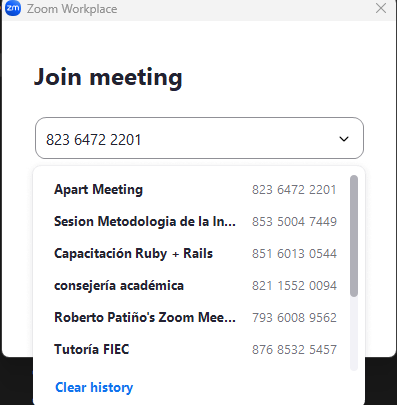 zm Zoom Workplace
Join meeting
823 6472 2201
Apart Meeting 823 6472 2201
Sesion Metodologia de la In... 853 5004 7449
Capacitación Ruby + Rails 851 6013 0544
consejería académica 821 1552 0094
Roberto Patiño's Zoom Mee... 793 6008 9562
Tutoría FIEC 876 8532 5457
Clear history